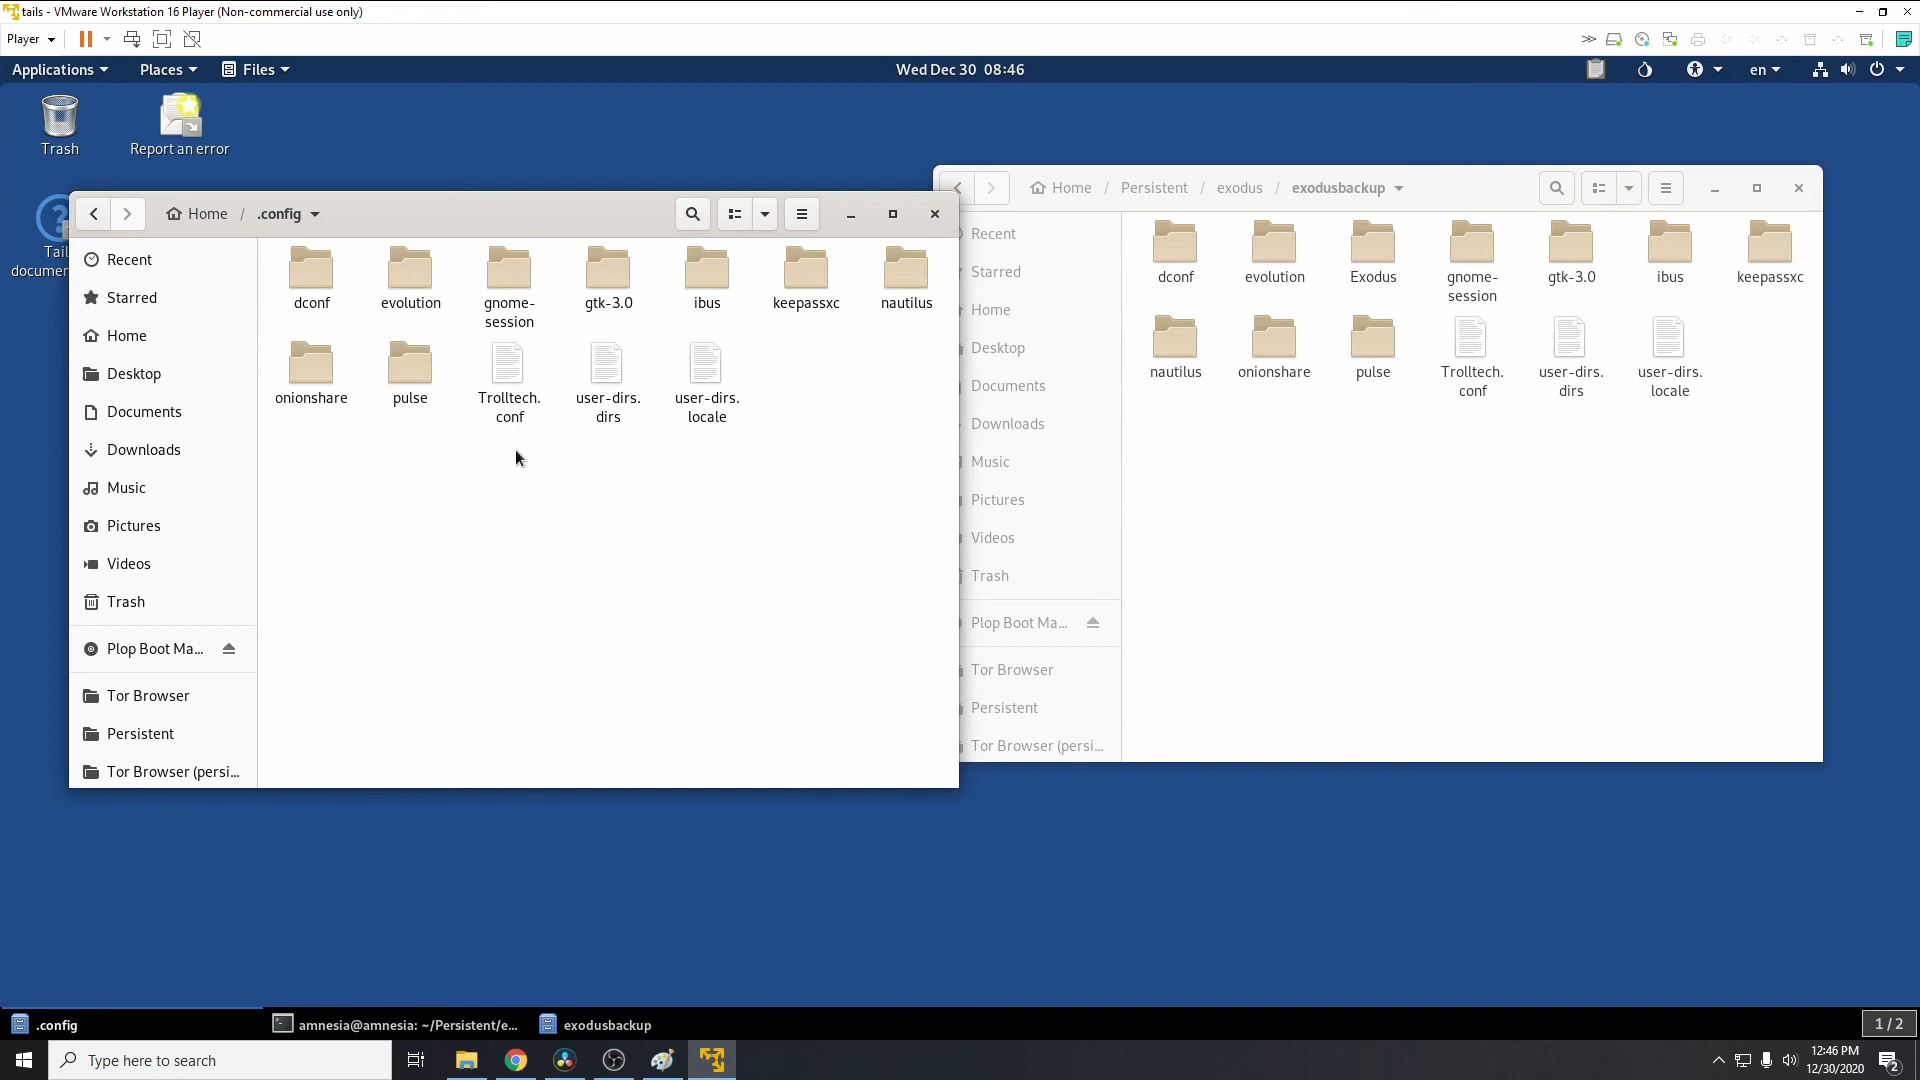 tails - VMware Workstation 16 Player (Non-commercial use only)
Player
Applications
Places
Files
Wed Dec 30 08:46
en
Trash
Report an error
Tail
documen
Home / .config
Recent
Starred
Home
Desktop
Documents
Downloads
Music
Pictures
Videos
Trash
Plop Boot Ma...
Tor Browser
Persistent
Tor Browser (persi...
dconf
evolution
gnome-
session
gtk-3.0
ibus
keepassxc
nautilus
onionshare
pulse
Trolltech.
conf
user-dirs.
dirs
user-dirs.
locale
Home / Persistent / exodus / exodusbackup
Recent
Starred
Home
Desktop
Documents
Downloads
Music
Pictures
Videos
Trash
Plop Boot Ma...
Tor Browser
Persistent
Tor Browser (persi...
dconf
evolution
Exodus
gnome-
session
gtk-3.0
ibus
keepassxc
nautilus
onionshare
pulse
Trolltech.
conf
user-dirs.
dirs
user-dirs.
locale
.config
amnesia@amnesia: ~/Persistent/e...
exodusbackup
1 / 2
Type here to search
12:46 PM
12/30/2020
2